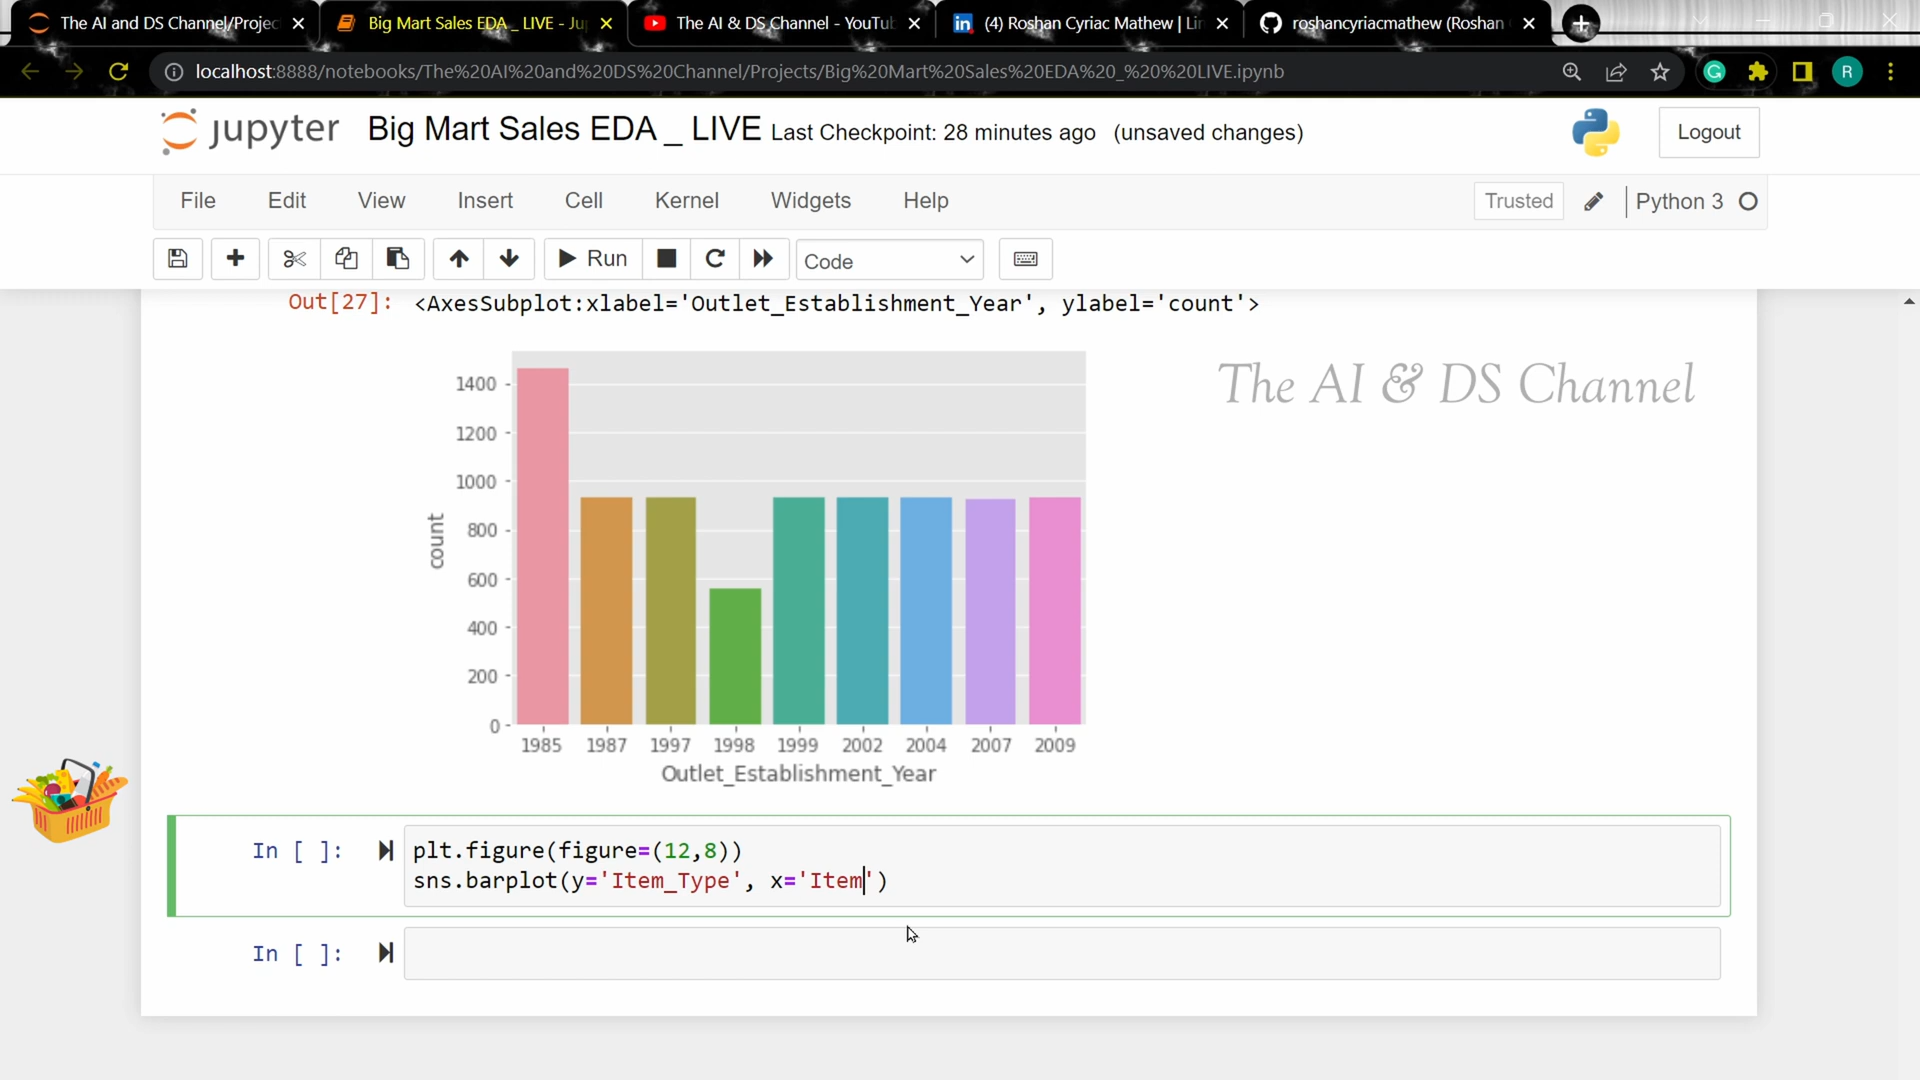 The AI and DS Channel/Projec
Big Mart Sales EDA _ LIVE - Ju
The AI & DS Channel - YouTub
(4) Roshan Cyriac Mathew | Lin
roshancyriacmathew (Roshan
localhost:8888/notebooks/The%20AI%20and%20DS%20Channel/Projects/Big%20Mart%20Sales%20EDA%20_%20%20LIVE.ipynb
R
jupyter Big Mart Sales EDA _ LIVE Last Checkpoint: 28 minutes ago (unsaved changes)
Logout
File Edit View Insert Cell Kernel Widgets Help
Trusted Python 3
Run Code
Out[27]: <AxesSubplot:xlabel='Outlet_Establishment_Year', ylabel='count'>
The AI & DS Channel
1400
1200
1000
800
600
400
200
0
count
1985 1987 1997 1998 1999 2002 2004 2007 2009
Outlet_Establishment_Year
In [ ]: plt.figure(figure=(12,8))
sns.barplot(y='Item_Type', x='Item')
In [ ]: